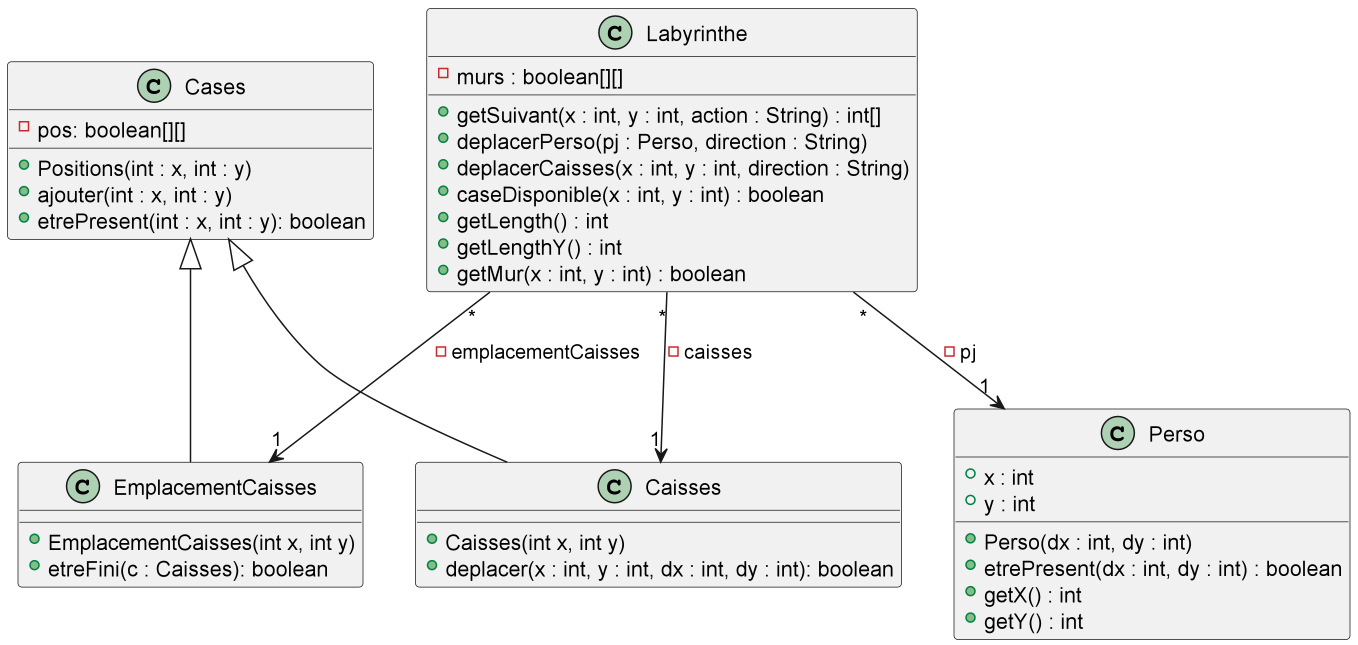 C Cases
pos: boolean[][]
Positions(int : x, int : y)
ajouter(int : x, int : y)
etrePresent(int : x, int : y): boolean
C Labyrinthe
murs : boolean[][]
getSuivant(x : int, y : int, action : String) : int[]
deplacerPerso(pj : Perso, direction : String)
deplacerCaisses(x : int, y : int, direction : String)
caseDisponible(x : int, y : int) : boolean
getLength() : int
getLengthY() : int
getMur(x : int, y : int) : boolean
*
emplacementCaisses
1
*
caisses
1
*
pj
1
C EmplacementCaisses
EmplacementCaisses(int x, int y)
etreFini(c : Caisses): boolean
C Caisses
Caisses(int x, int y)
deplacer(x : int, y : int, dx : int, dy : int): boolean
C Perso
x : int
y : int
Perso(dx : int, dy : int)
etrePresent(dx : int, dy : int) : boolean
getX() : int
getY() : int